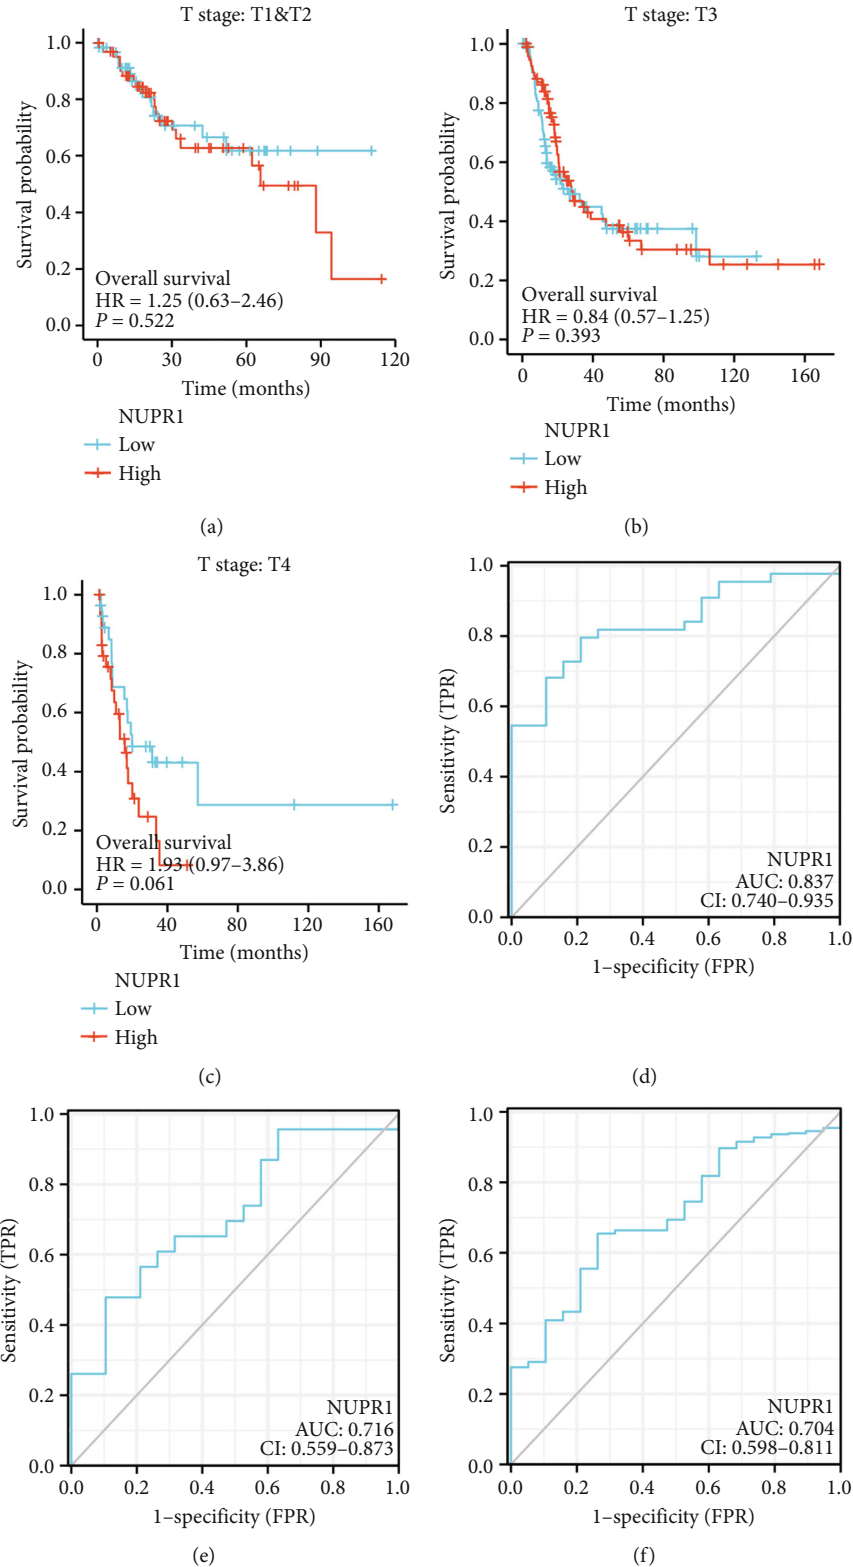 T stage: T1&T2
Survival probability
1.0
0.8
0.6
0.4
0.2
0.0
Overall survival
HR = 1.25 (0.63–2.46)
P = 0.522
0 30 60 90 120
Time (months)
NUPR1
Low
High
(a)
T stage: T3
Survival probability
1.0
0.8
0.6
0.4
0.2
0.0
Overall survival
HR = 0.84 (0.57–1.25)
P = 0.393
0 40 80 120 160
Time (months)
NUPR1
Low
High
(b)
T stage: T4
Survival probability
1.0
0.8
0.6
0.4
0.2
0.0
Overall survival
HR = 1.93 (0.97–3.86)
P = 0.061
0 40 80 120 160
Time (months)
NUPR1
Low
High
(c)
Sensitivity (TPR)
1.0
0.8
0.6
0.4
0.2
0.0
NUPR1
AUC: 0.837
CI: 0.740–0.935
0.0 0.2 0.4 0.6 0.8 1.0
1–specificity (FPR)
(d)
Sensitivity (TPR)
1.0
0.8
0.6
0.4
0.2
0.0
NUPR1
AUC: 0.716
CI: 0.559–0.873
0.0 0.2 0.4 0.6 0.8 1.0
1–specificity (FPR)
(e)
Sensitivity (TPR)
1.0
0.8
0.6
0.4
0.2
0.0
NUPR1
AUC: 0.704
CI: 0.598–0.811
0.0 0.2 0.4 0.6 0.8 1.0
1–specificity (FPR)
(f)